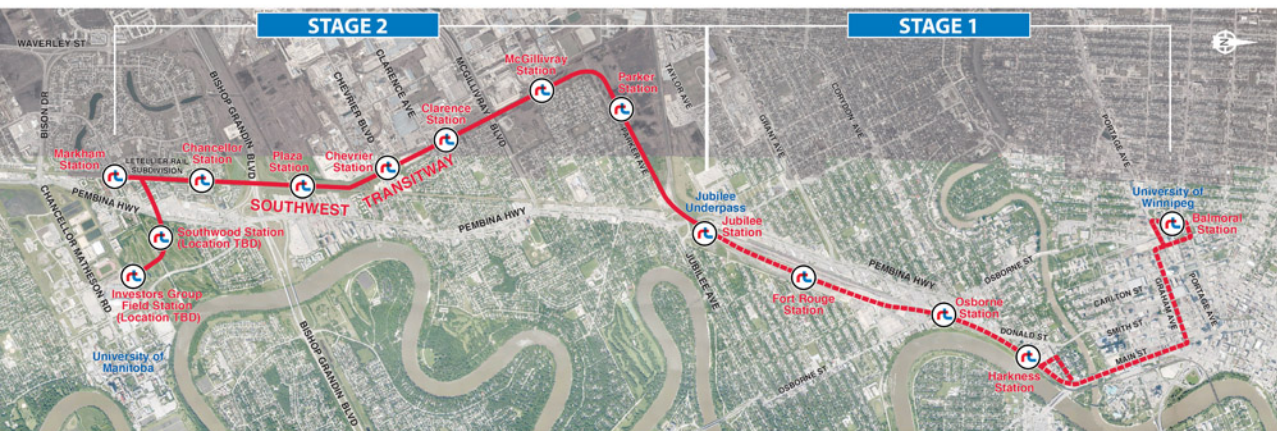 STAGE 2
STAGE 1
WAVERLEY ST
BISON DR
BISHOP GRANDIN BLVD
CHEVRIER BLVD
CLARENCE AVE
MCGILLIVRAY BLVD
McGillivray
Station
Parker
Station
TAYLOR AVE
GRANT AVE
CORYDON AVE
PORTAGE AVE
N
Markham
Station
LETELLIER RAIL
SUBDIVISION
Chancellor
Station
Plaza
Station
Chevrier
Station
Clarence
Station
SOUTHWEST TRANSITWAY
PARKER AVE
PEMBINA HWY
CHANCELLOR MATHESON RD
Southwood Station
(Location TBD)
Investors Group
Field Station
(Location TBD)
University of
Manitoba
BISHOP GRANDIN BLVD
PEMBINA HWY
Jubilee
Underpass
Jubilee
Station
JUBILEE AVE
Fort Rouge
Station
PEMBINA HWY
OSBORNE ST
OSBORNE ST
Osborne
Station
DONALD ST
Harkness
Station
CARLTON ST
SMITH ST
MAIN ST
GRAHAM AVE
PORTAGE AVE
University of
Winnipeg
Balmoral
Station